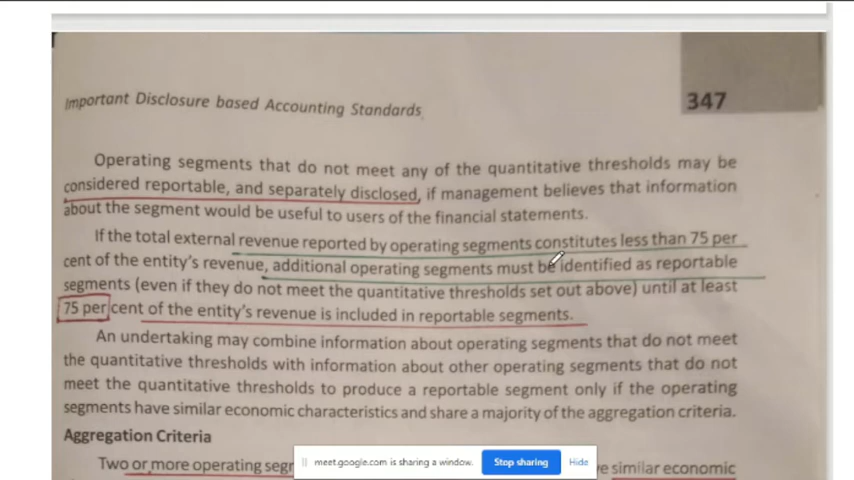 Important Disclosure based Accounting Standards
347
Operating segments that do not meet any of the quantitative thresholds may be
considered reportable, and separately disclosed, if management believes that information
about the segment would be useful to users of the financial statements.
If the total external revenue reported by operating segments constitutes less than 75 per
cent of the entity's revenue, additional operating segments must be identified as reportable
segments (even if they do not meet the quantitative thresholds set out above) until at least
75 per cent of the entity's revenue is included in reportable segments.
An undertaking may combine information about operating segments that do not meet
the quantitative thresholds with information about other operating segments that do not
meet the quantitative thresholds to produce a reportable segment only if the operating
segments have similar economic characteristics and share a majority of the aggregation criteria.
Aggregation Criteria
Two or more operating similar economic
meet.google.com is sharing a window.
Stop sharing
Hide